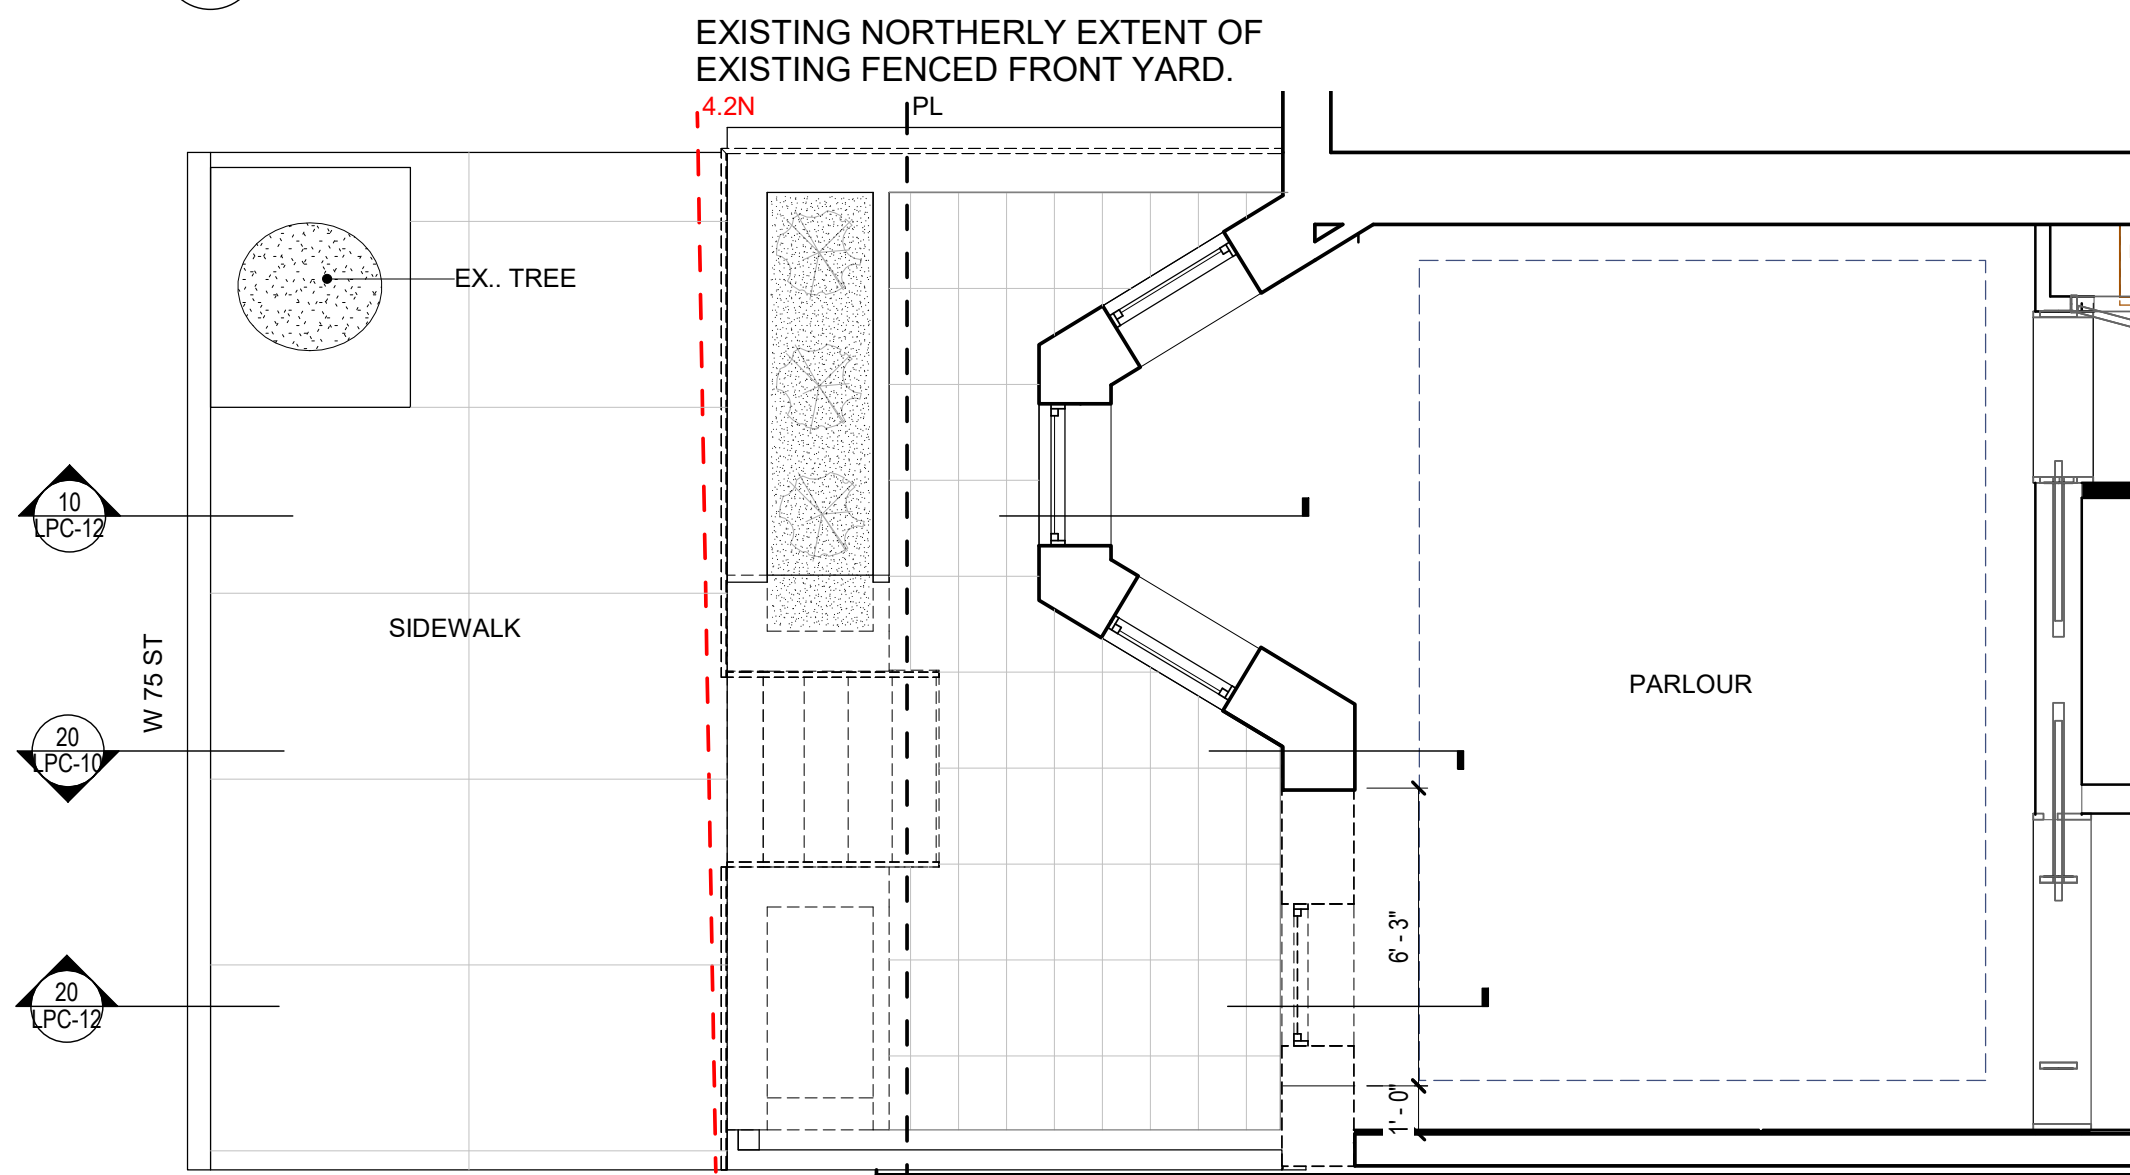 EXISTING NORTHERLY EXTENT OF
EXISTING FENCED FRONT YARD.
4.2N
PL
EX.. TREE
10
LPC-12
SIDEWALK
W 75 ST
PARLOUR
20
LPC-10
6' - 3"
20
LPC-12
1' - 0"